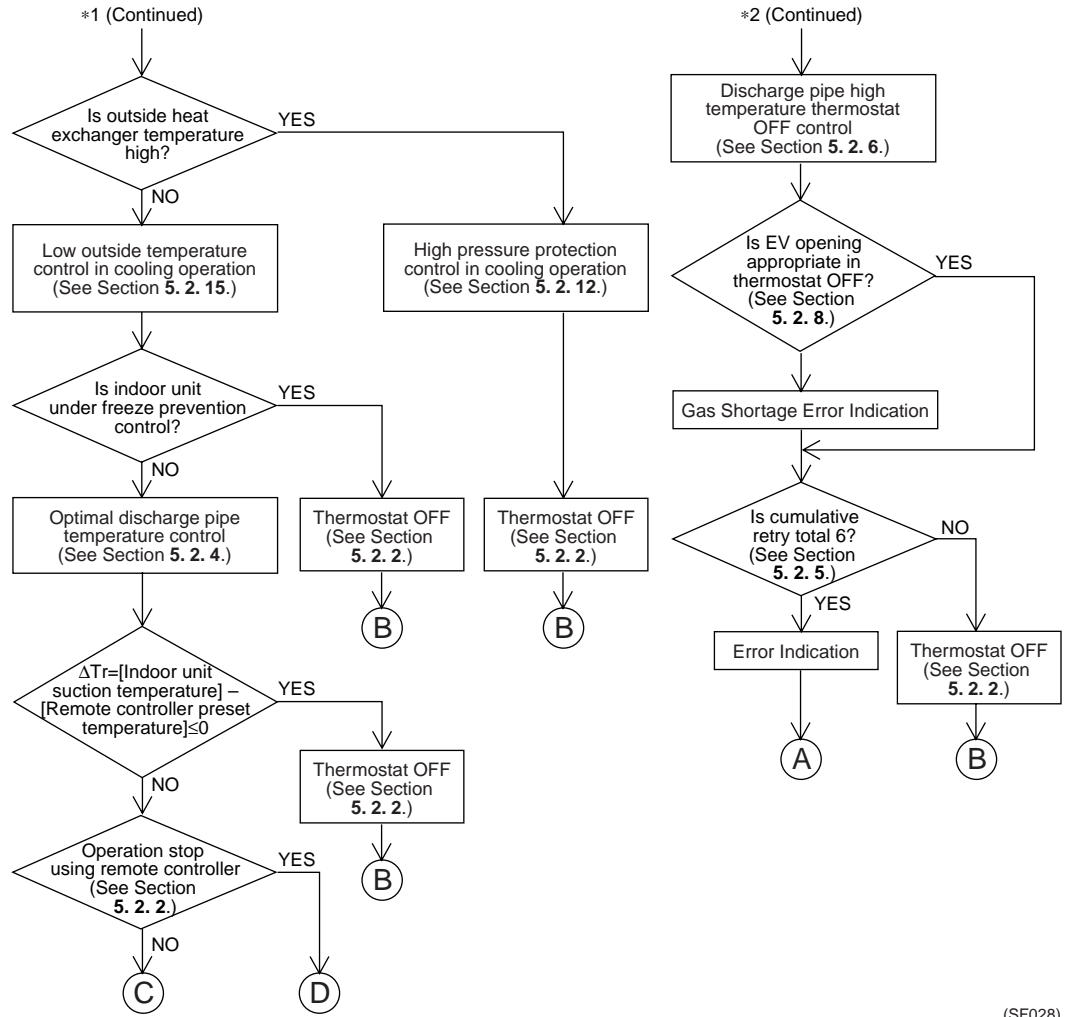 *1 (Continued)
Is outside heat
exchanger temperature
high?
YES
NO
Low outside temperature
control in cooling operation
(See Section 5. 2. 15.)
High pressure protection
control in cooling operation
(See Section 5. 2. 12.)
Is indoor unit
under freeze prevention
control?
YES
NO
Optimal discharge pipe
temperature control
(See Section 5. 2. 4.)
Thermostat OFF
(See Section
5. 2. 2.)
B
Thermostat OFF
(See Section
5. 2. 2.)
B
ΔTr=[Indoor unit
suction temperature] –
[Remote controller preset
temperature]≤0
YES
NO
Thermostat OFF
(See Section
5. 2. 2.)
B
Operation stop
using remote controller
(See Section
5. 2. 2.)
YES
NO
C
D
*2 (Continued)
Discharge pipe high
temperature thermostat
OFF control
(See Section 5. 2. 6.)
Is EV opening
appropriate in
thermostat OFF?
(See Section
5. 2. 8.)
YES
Gas Shortage Error Indication
Is cumulative
retry total 6?
(See Section
5. 2. 5.)
NO
YES
Error Indication
Thermostat OFF
(See Section
5. 2. 2.)
A
B
(SF028)